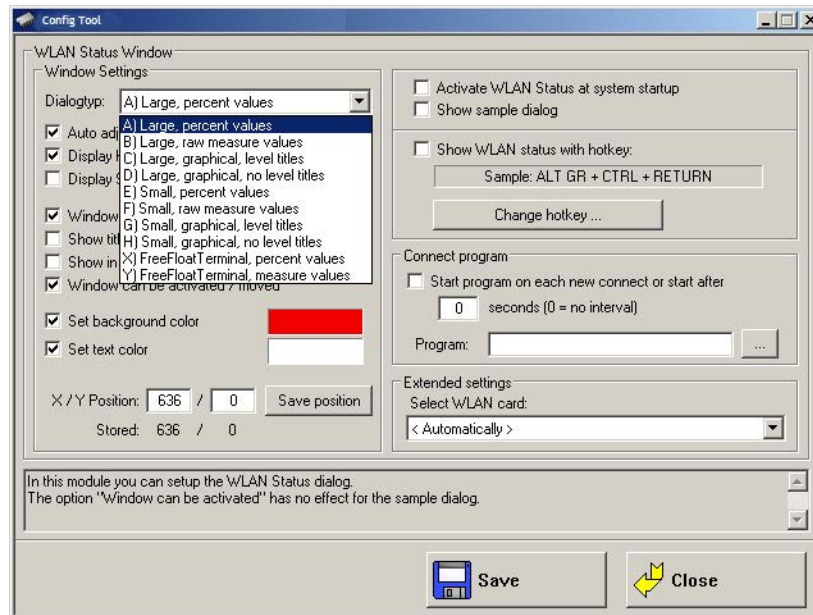 Config Tool
WLAN Status Window
Window Settings
Dialogtyp: A) Large, percent values
A) Large, percent values
B) Large, raw measure values
C) Large, graphical, level titles
D) Large, graphical, no level titles
E) Small, percent values
F) Small, raw measure values
G) Small, graphical, level titles
H) Small, graphical, no level titles
X) FreeFloatTerminal, percent values
Y) FreeFloatTerminal, measure values
Auto
Display
Display
Window
Show
Show in
Window can be activated / moved
Set background color
Set text color
X / Y Position: 636 / 0 Save position
Stored: 636 / 0
Activate WLAN Status at system startup
Show sample dialog
Show WLAN status with hotkey:
Sample: ALT GR + CTRL + RETURN
Change hotkey ...
Connect program
Start program on each new connect or start after
0 seconds (0 = no interval)
Program: ...
Extended settings
Select WLAN card:
< Automatically >
In this module you can setup the WLAN Status dialog.
The option "Window can be activated" has no effect for the sample dialog.
Save
Close